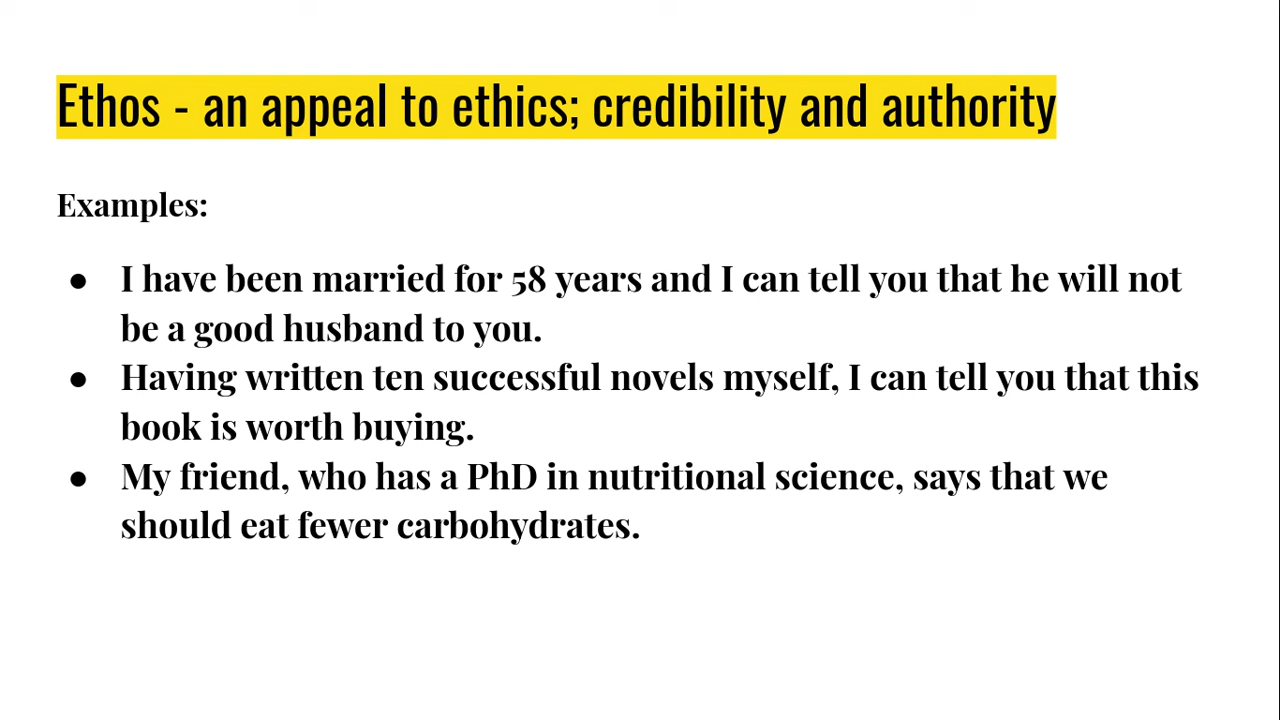 Ethos - an appeal to ethics; credibility and authority
Examples:
● I have been married for 58 years and I can tell you that he will not
be a good husband to you.
● Having written ten successful novels myself, I can tell you that this
book is worth buying.
● My friend, who has a PhD in nutritional science, says that we
should eat fewer carbohydrates.